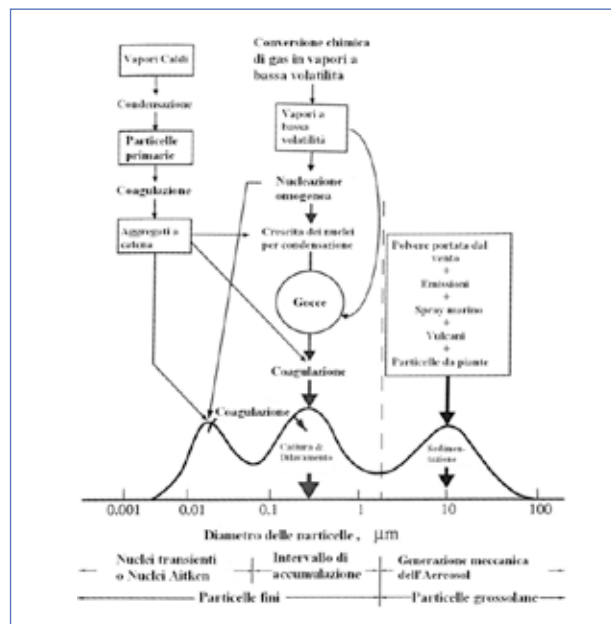 Vapori Caldi
Condensazione
Particelle
primarie
Coagulazione
Aggregati a
catena
Conversione chimica
di gas in vapori a
bassa volatilità
Vapori a
bassa
volatilità
Nucleazione
omogenea
Crescita dei nuclei
per condensazione
Gocce
Coagulazione
Polvere portata dal
vento
+
Emissioni
+
Spray marino
+
Vulcani
+
Particelle da piante
Coagulazione
Cattura &
Dilavamento
Sedimen-
tazione
0.001 0.01 0.1 1 10 100
Diametro delle particelle, μm
Nuclei transienti
o Nuclei Aitken
Intervallo di
accumulazione
Generazione meccanica
dell'Aerosol
Particelle fini
Particelle grossolane